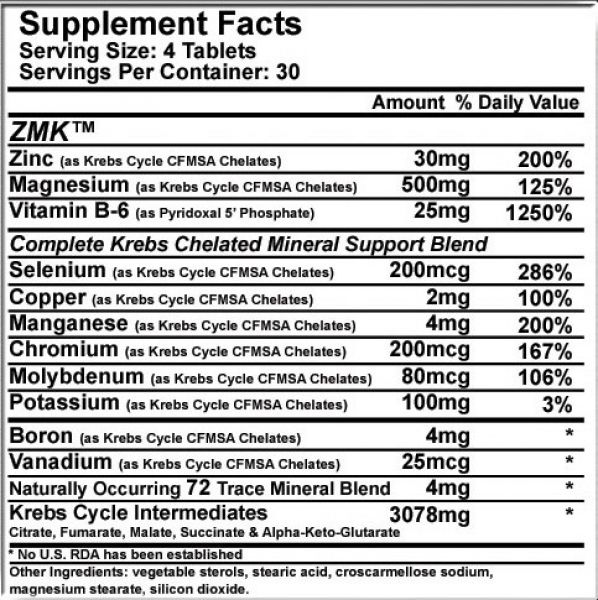 Supplement Facts
Serving Size: 4 Tablets
Servings Per Container: 30
Amount % Daily Value
ZMK™
Zinc (as Krebs Cycle CFMSA Chelates) 30mg 200%
Magnesium (as Krebs Cycle CFMSA Chelates) 500mg 125%
Vitamin B-6 (as Pyridoxal 5' Phosphate) 25mg 1250%
Complete Krebs Chelated Mineral Support Blend
Selenium (as Krebs Cycle CFMSA Chelates) 200mcg 286%
Copper (as Krebs Cycle CFMSA Chelates) 2mg 100%
Manganese (as Krebs Cycle CFMSA Chelates) 4mg 200%
Chromium (as Krebs Cycle CFMSA Chelates) 200mcg 167%
Molybdenum (as Krebs Cycle CFMSA Chelates) 80mcg 106%
Potassium (as Krebs Cycle CFMSA Chelates) 100mg 3%
Boron (as Krebs Cycle CFMSA Chelates) 4mg *
Vanadium (as Krebs Cycle CFMSA Chelates) 25mcg *
Naturally Occurring 72 Trace Mineral Blend 4mg *
Krebs Cycle Intermediates 3078mg *
Citrate, Fumarate, Malate, Succinate & Alpha-Keto-Glutarate
* No U.S. RDA has been established
Other Ingredients: vegetable sterols, stearic acid, croscarmellose sodium,
magnesium stearate, silicon dioxide.